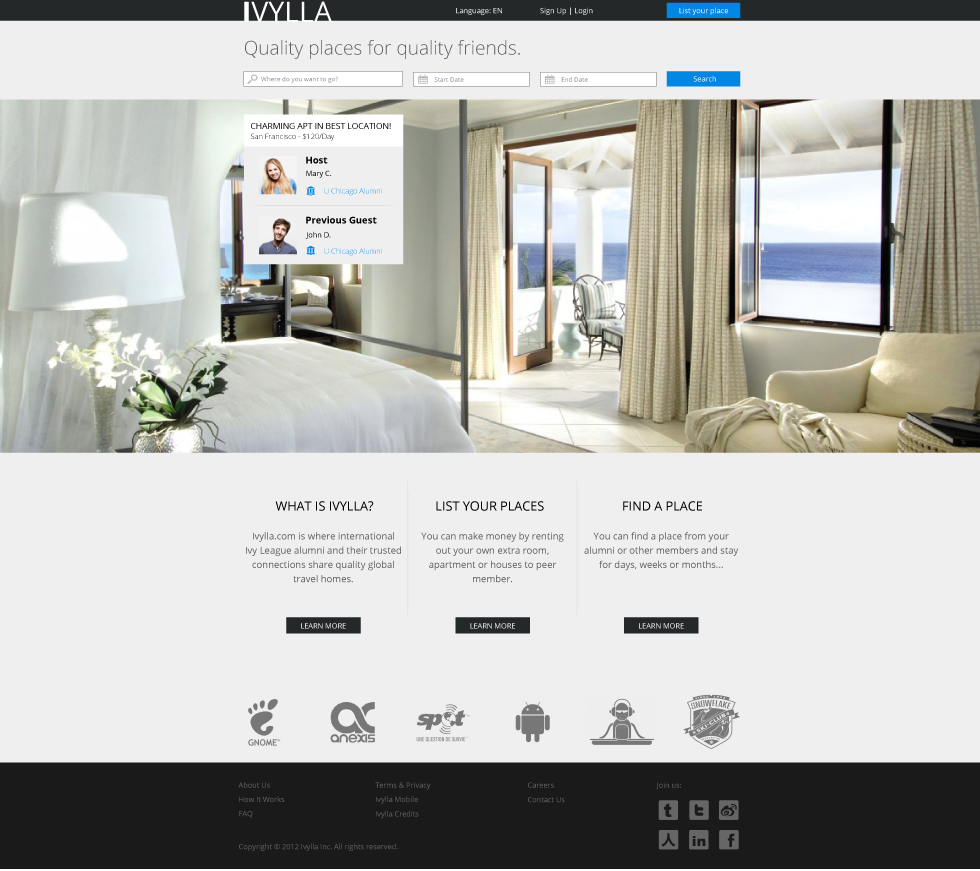 IVYLLA
Language: EN
Sign Up | Login
List your place
Quality places for quality friends.
Where do you want to go?
Start Date
End Date
Search
CHARMING APT IN BEST LOCATION!
San Francisco - $120/Day
Host
Mary C.
U Chicago Alumni
Previous Guest
John D.
U Chicago Alumni
WHAT IS IVYLLA?
Ivylla.com is where international
Ivy League alumni and their trusted
connections share quality global
travel homes.
LEARN MORE
LIST YOUR PLACES
You can make money by renting
out your own extra room,
apartment or houses to peer
member.
LEARN MORE
FIND A PLACE
You can find a place from your
alumni or other members and stay
for days, weeks or months...
LEARN MORE
GNOME™
anexis
spot
UNE QUESTION DE SURVIE
SNOWFLAKE
About Us
How It Works
FAQ
Terms & Privacy
Ivylla Mobile
Ivylla Credits
Careers
Contact Us
Join us:
Copyright © 2012 Ivylla Inc. All rights reserved.